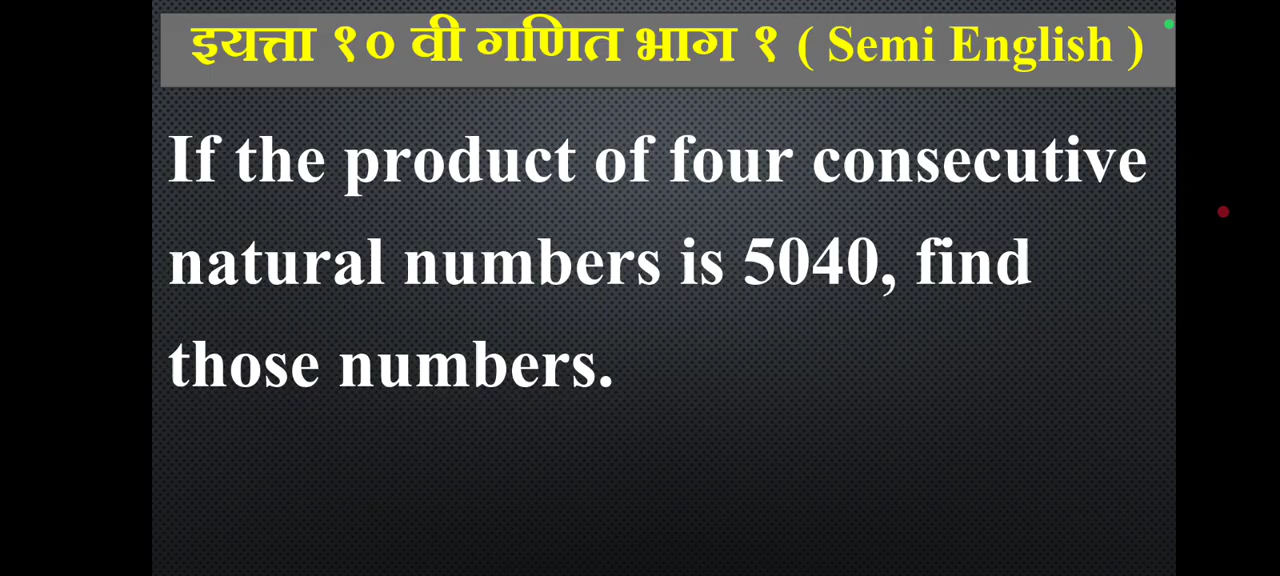 इयत्ता १० वी गणित भाग १ ( Semi English )
If the product of four consecutive
natural numbers is 5040, find
those numbers.